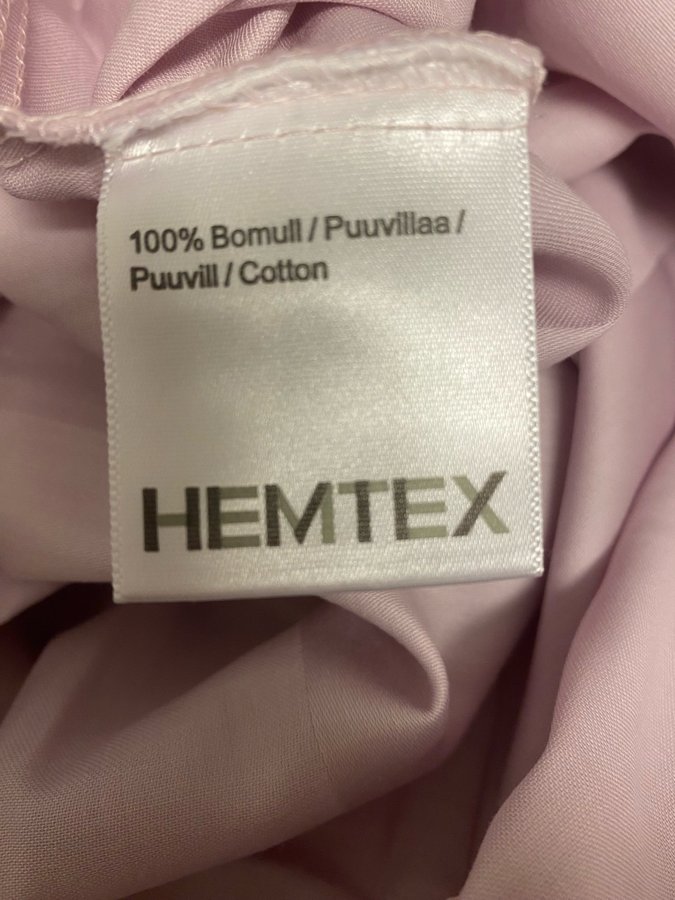 100% Bomull / Puuvillaa /
Puuvill / Cotton
HEMTEX